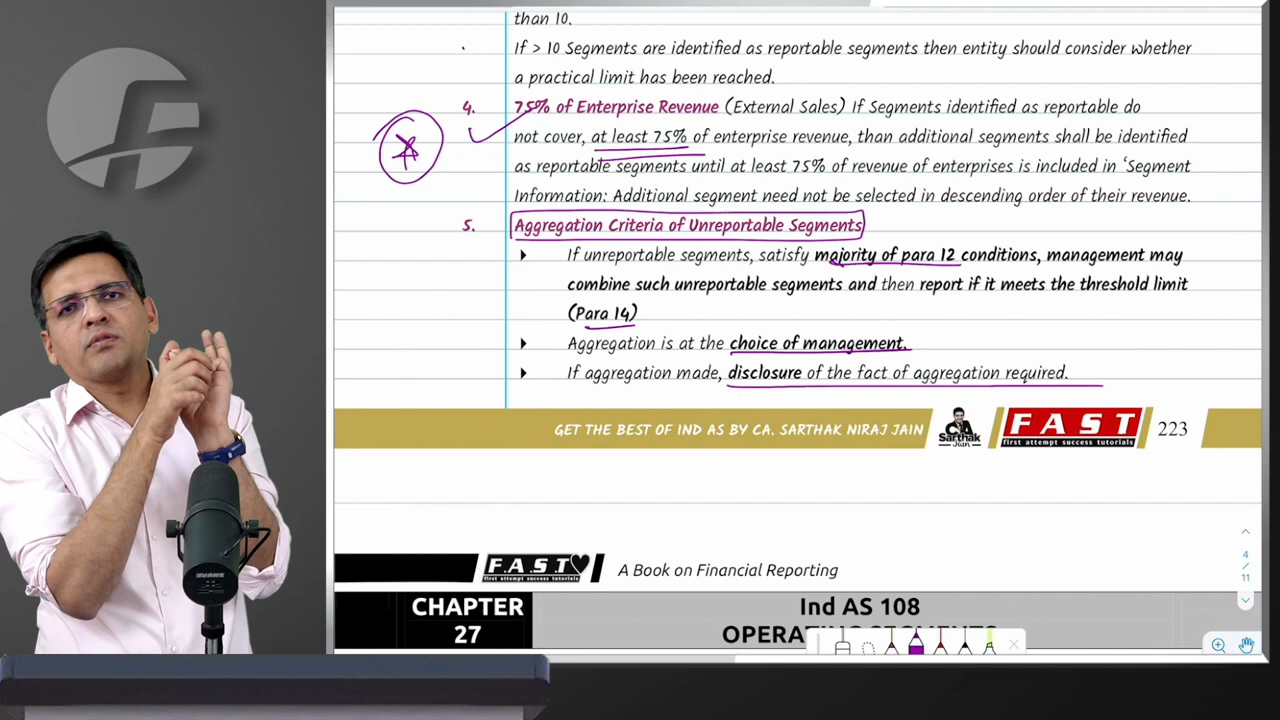 than 10.
If > 10 Segments are identified as reportable segments then entity should consider whether
a practical limit has been reached.
4. 75% of Enterprise Revenue (External Sales) If Segments identified as reportable do
not cover, at least 75% of enterprise revenue, than additional segments shall be identified
as reportable segments until at least 75% of revenue of enterprises is included in ‘Segment
Information: Additional segment need not be selected in descending order of their revenue.
5. Aggregation Criteria of Unreportable Segments
If unreportable segments, satisfy majority of para 12 conditions, management may
combine such unreportable segments and then report if it meets the threshold limit
(Para 14)
Aggregation is at the choice of management.
If aggregation made, disclosure of the fact of aggregation required.
GET THE BEST OF IND AS BY CA. SARTHAK NIRAJ JAIN
CA Sarthak Jain
FAST
first attempt success tutorials
223
F.A.S.T
first attempt success tutorials
A Book on Financial Reporting
CHAPTER
27
Ind AS 108
OPERATING SEGMENTS
4
/
11